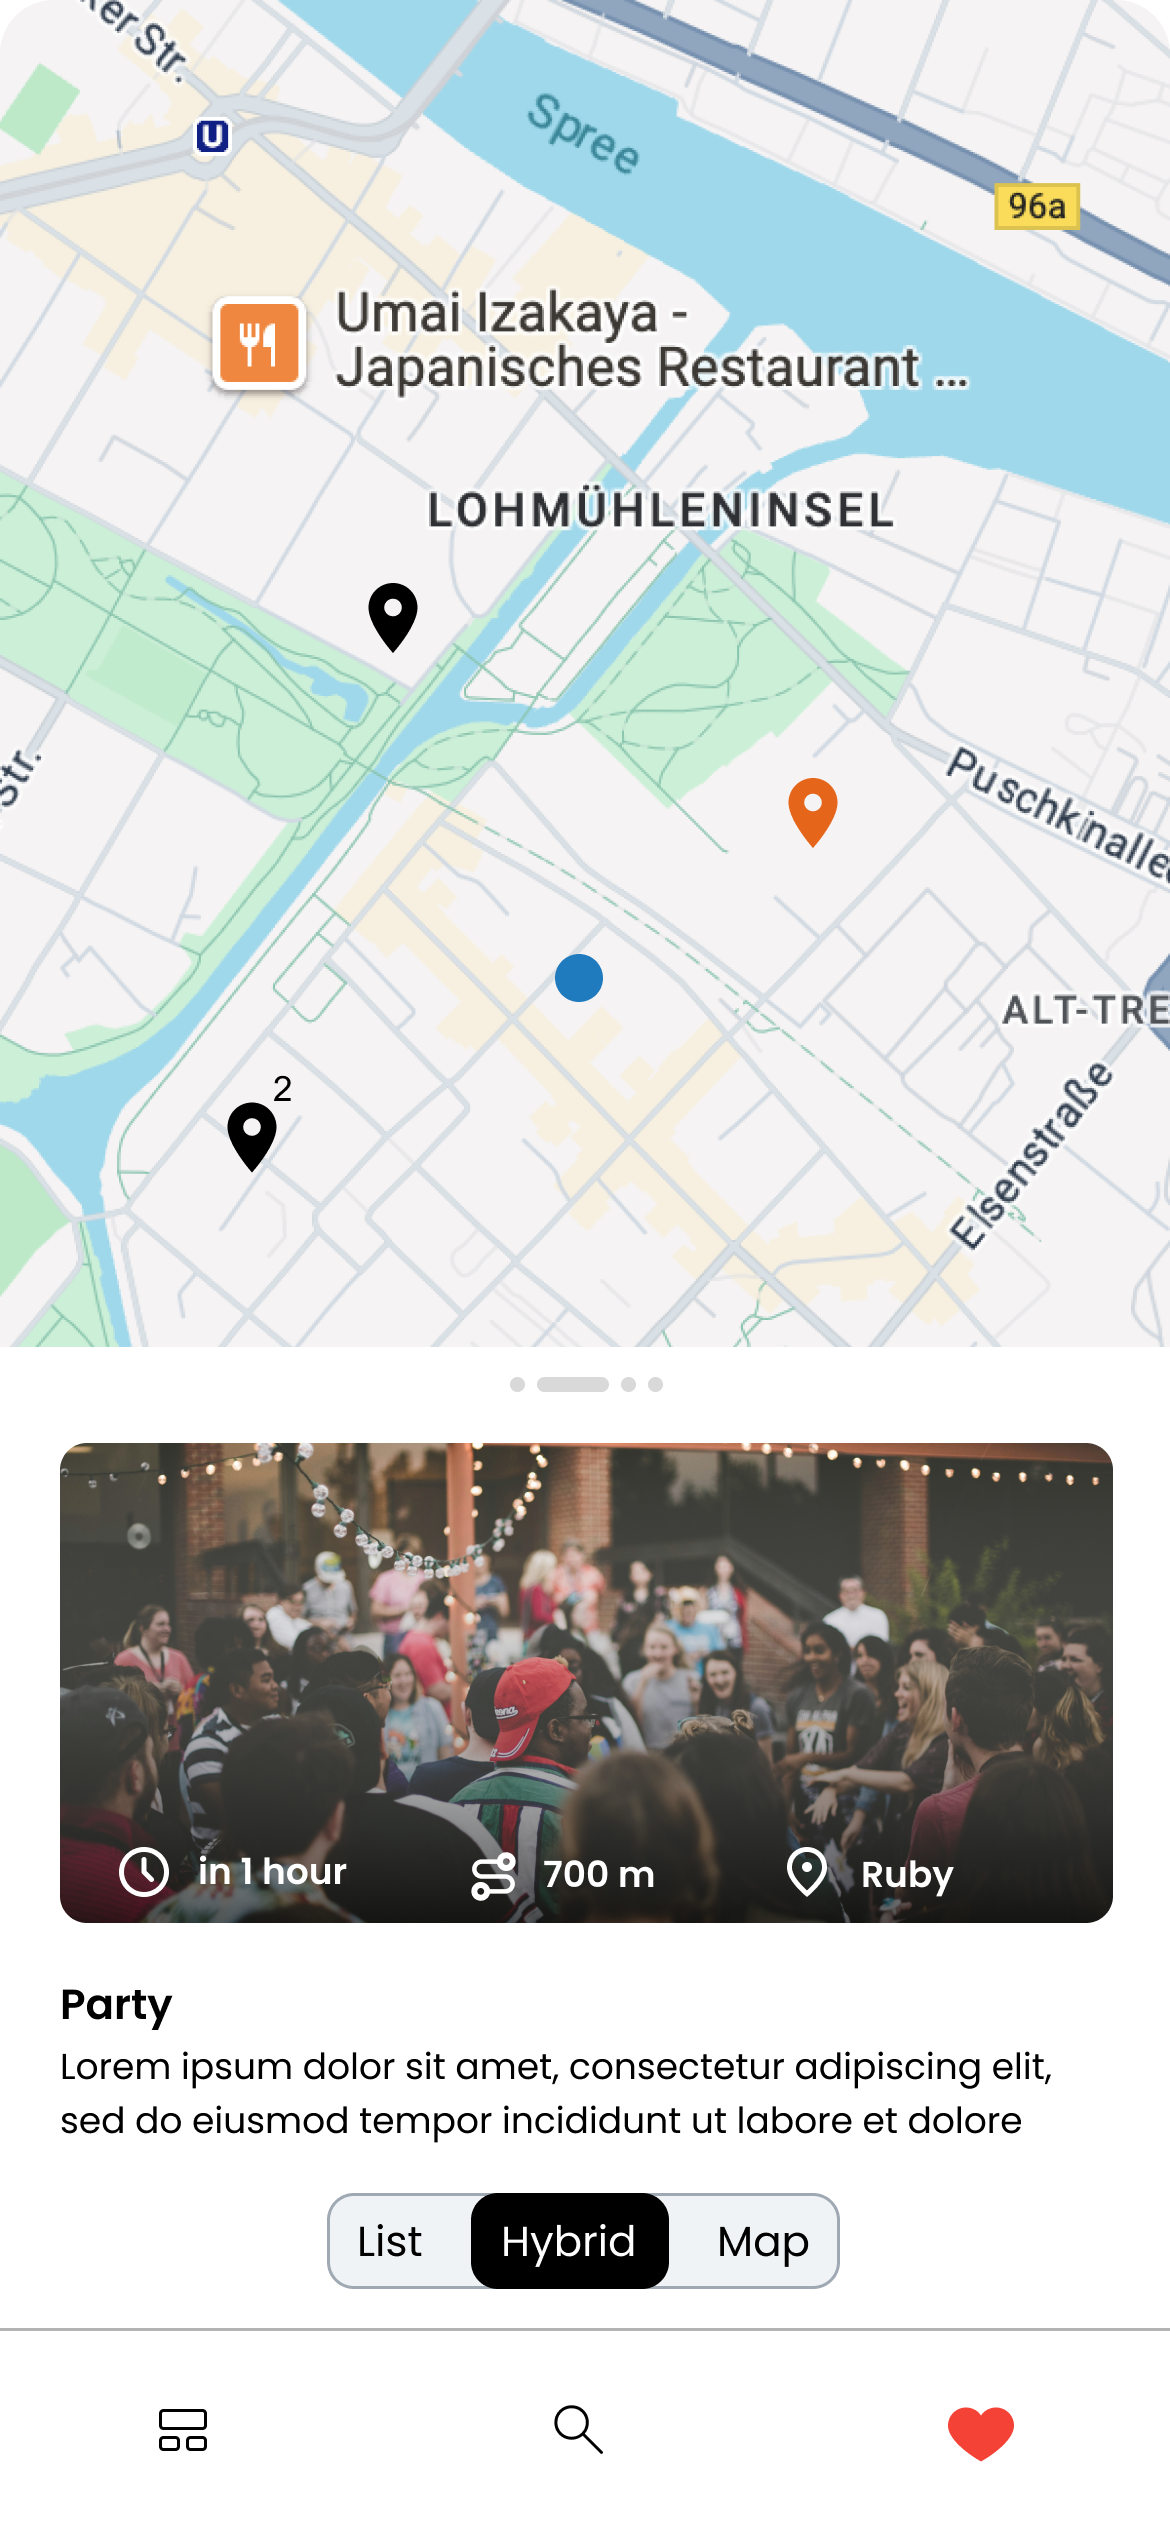 ker Str.
U
Spree
96a
Umai Izakaya -
Japanisches Restaurant ...
LOHMÜHLENINSEL
Str.
Puschkinallee
ALT-TRE
Elsenstraße
2
in 1 hour
700 m
Ruby
Party
Lorem ipsum dolor sit amet, consectetur adipiscing elit,
sed do eiusmod tempor incididunt ut labore et dolore
List
Hybrid
Map